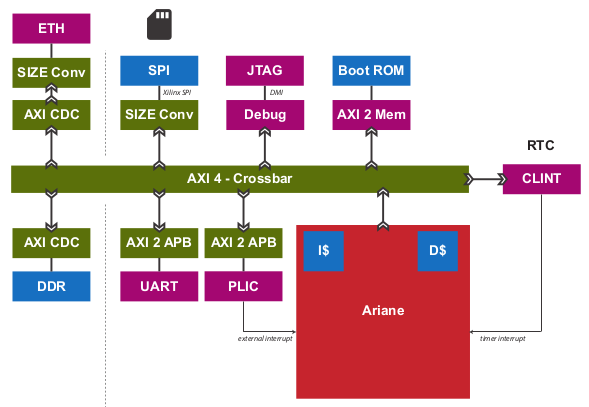 ETH
SIZE Conv
AXI CDC
SPI
Xilinx SPI
SIZE Conv
JTAG
DMI
Debug
Boot ROM
AXI 2 Mem
RTC
AXI 4 - Crossbar
CLINT
AXI CDC
DDR
AXI 2 APB
UART
AXI 2 APB
PLIC
I$
D$
Ariane
external interrupt
timer interrupt